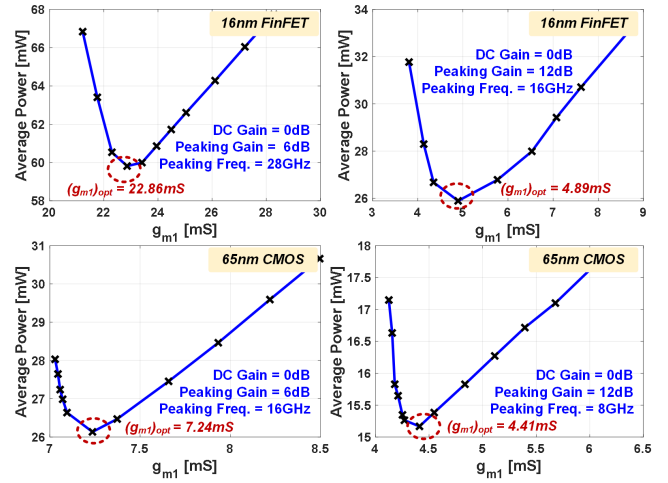 16nm FinFET
68
66
64
62
60
58
Average Power [mW]
DC Gain = 0dB
Peaking Gain = 6dB
Peaking Freq. = 28GHz
(gm1)opt = 22.86mS
20 22 24 26 28 30
gm1 [mS]
16nm FinFET
34
32
30
28
26
Average Power [mW]
DC Gain = 0dB
Peaking Gain = 12dB
Peaking Freq. = 16GHz
(gm1)opt = 4.89mS
3 4 5 6 7 8 9
gm1 [mS]
65nm CMOS
31
30
29
28
27
26
Average Power [mW]
DC Gain = 0dB
Peaking Gain = 6dB
Peaking Freq. = 16GHz
(gm1)opt = 7.24mS
7 7.5 8 8.5
gm1 [mS]
65nm CMOS
18
17.5
17
16.5
16
15.5
15
Average Power [mW]
DC Gain = 0dB
Peaking Gain = 12dB
Peaking Freq. = 8GHz
(gm1)opt = 4.41mS
4 4.5 5 5.5 6 6.5
gm1 [mS]